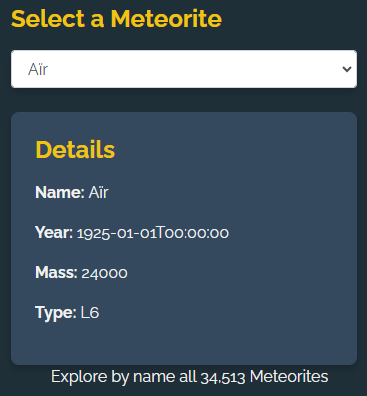 Select a Meteorite
Aïr
Details
Name: Aïr
Year: 1925-01-01T00:00:00
Mass: 24000
Type: L6
Explore by name all 34,513 Meteorites